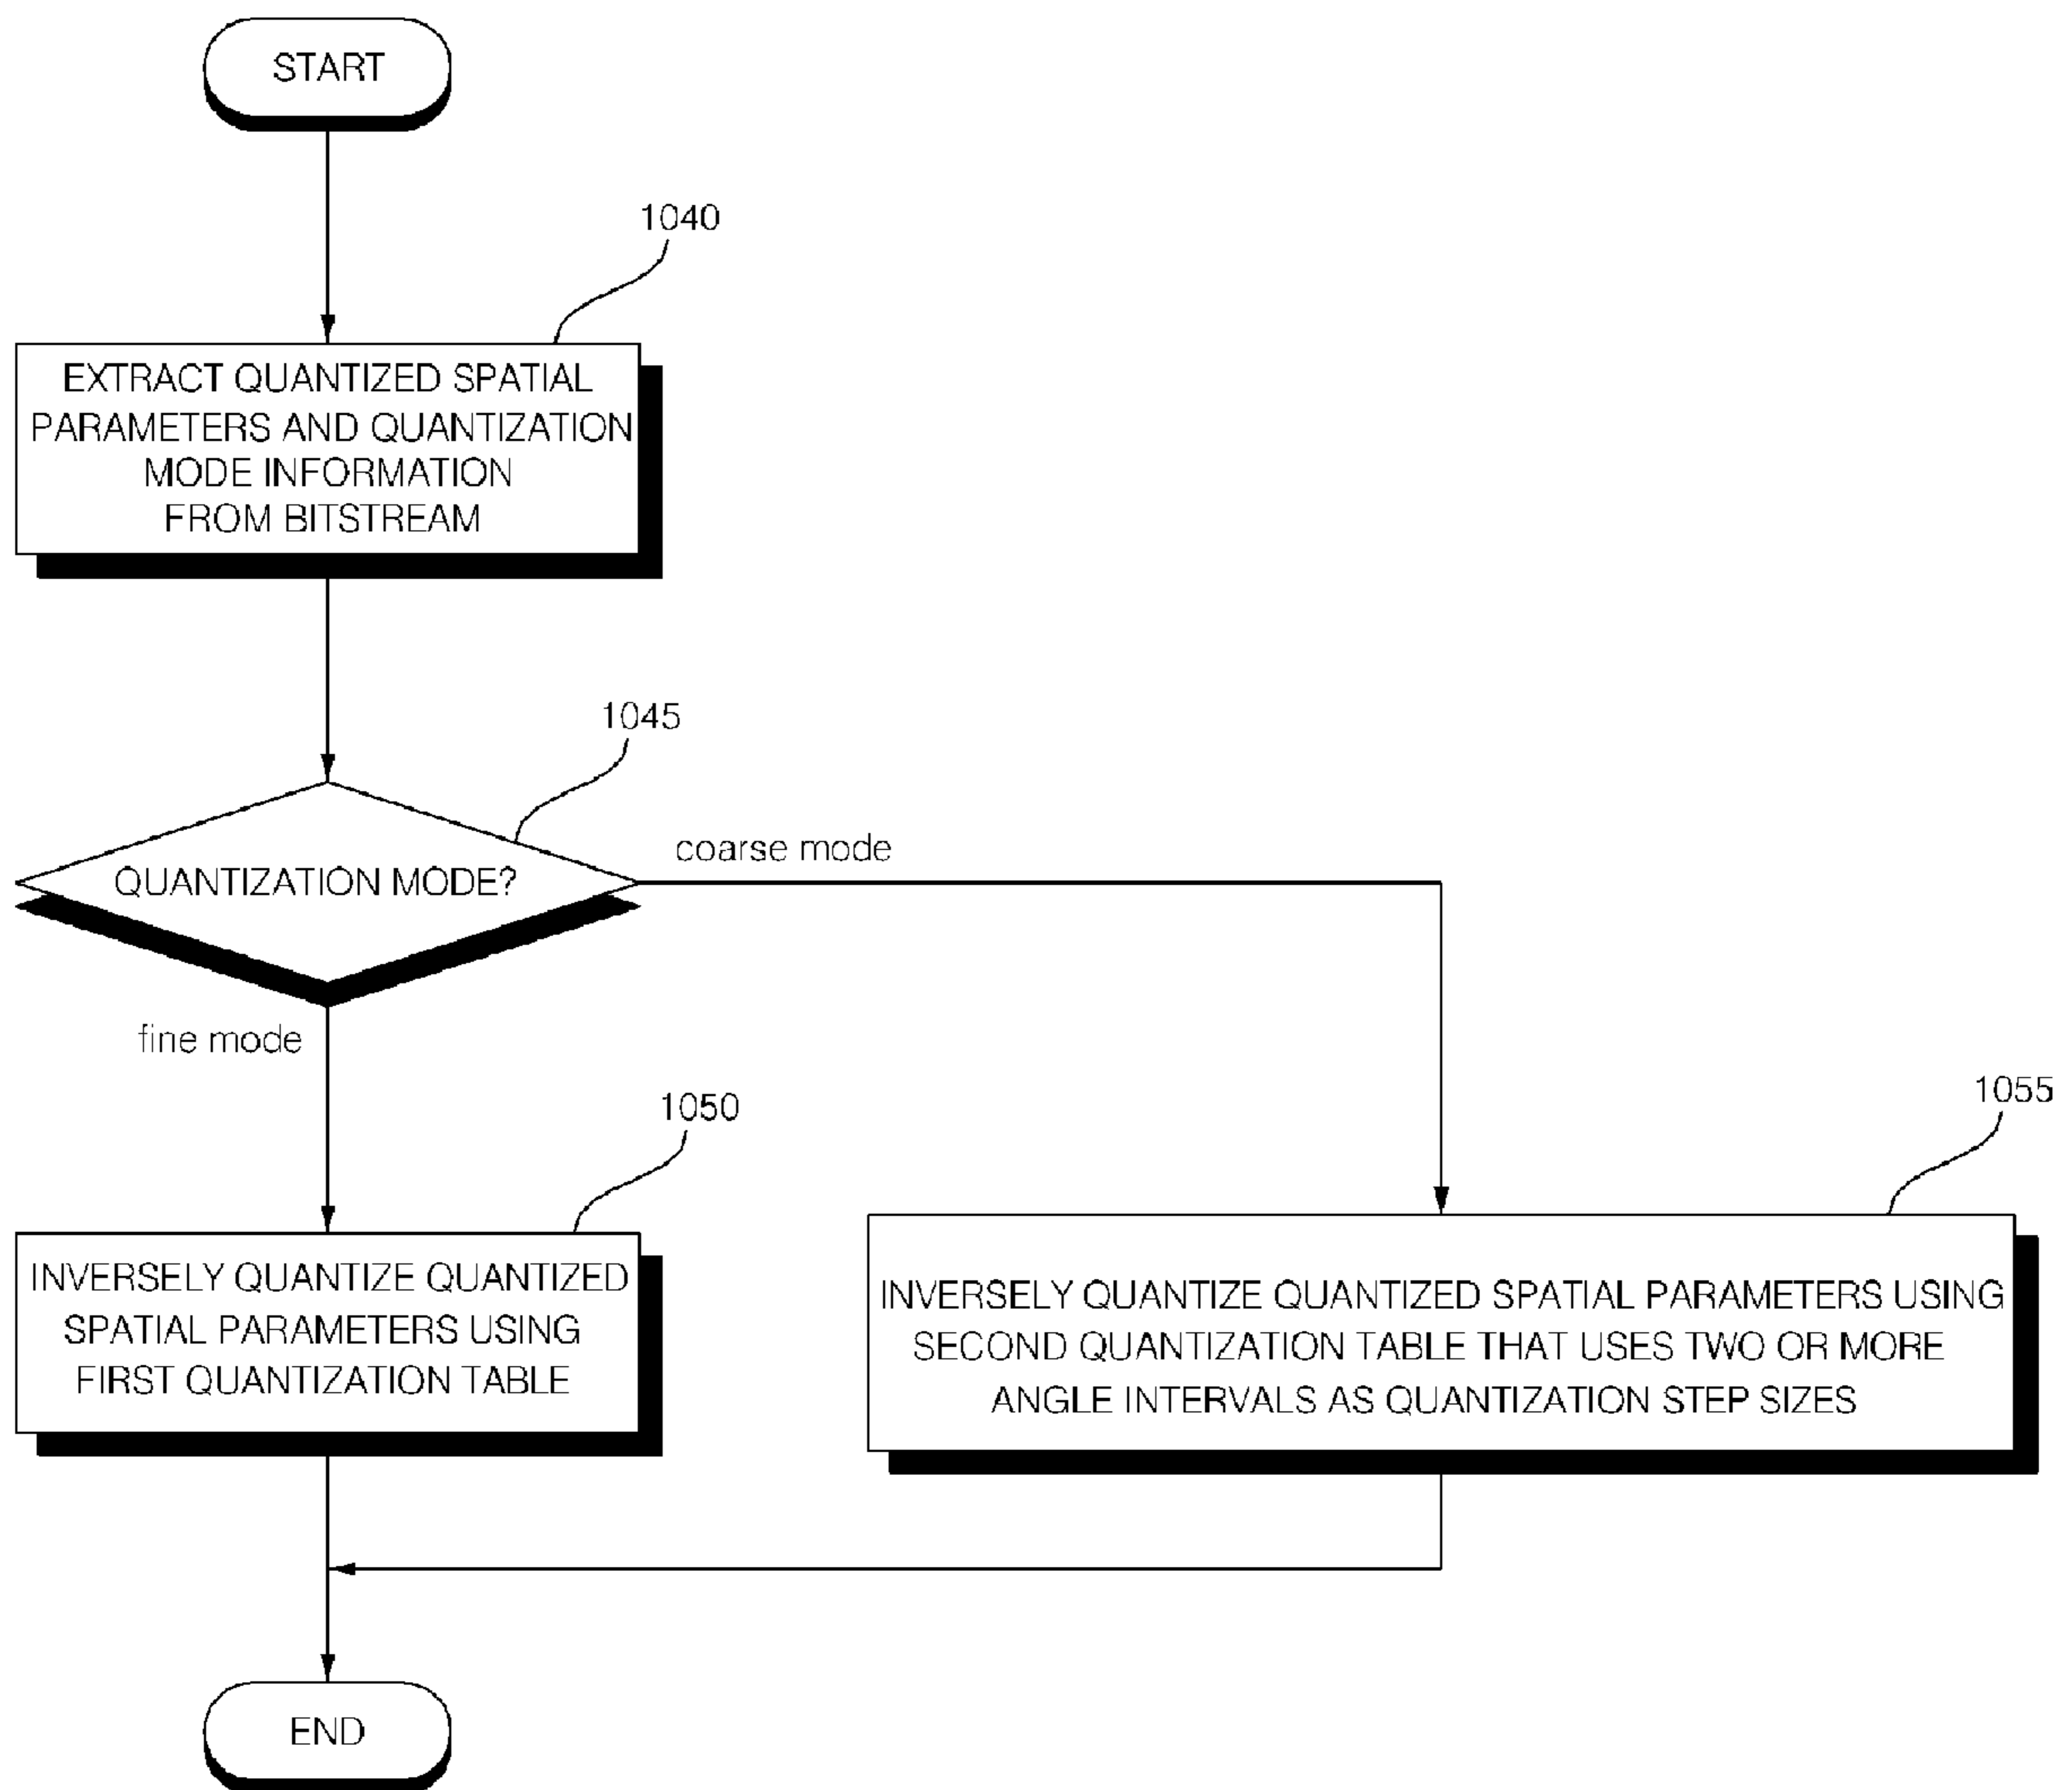 START
1040
EXTRACT QUANTIZED SPATIAL
PARAMETERS AND QUANTIZATION
MODE INFORMATION
FROM BITSTREAM
1045
QUANTIZATION MODE?
coarse mode
fine mode
1050
INVERSELY QUANTIZE QUANTIZED
SPATIAL PARAMETERS USING
FIRST QUANTIZATION TABLE
1055
INVERSELY QUANTIZE QUANTIZED SPATIAL PARAMETERS USING
SECOND QUANTIZATION TABLE THAT USES TWO OR MORE
ANGLE INTERVALS AS QUANTIZATION STEP SIZES
END